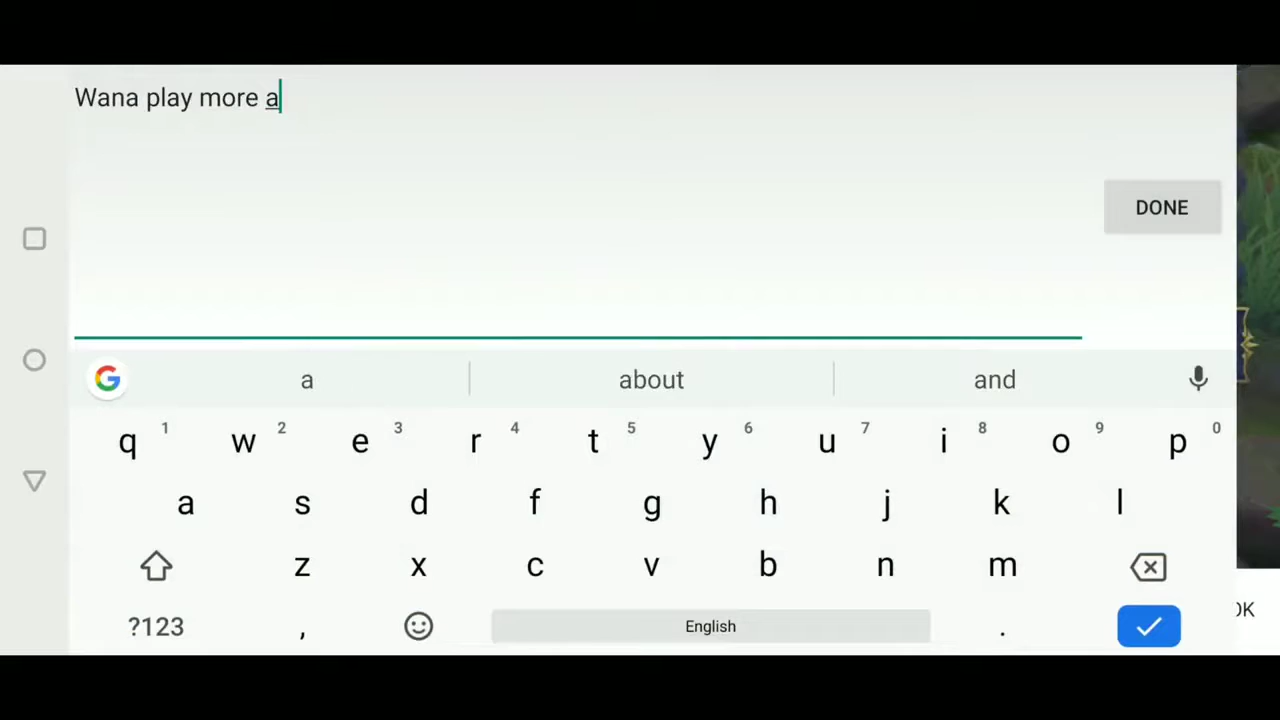 Wana play more a
DONE
a about and
q 1 w 2 e 3 r 4 t 5 y 6 u 7 i 8 o 9 p 0
a s d f g h j k l
z x c v b n m
?123 , English .